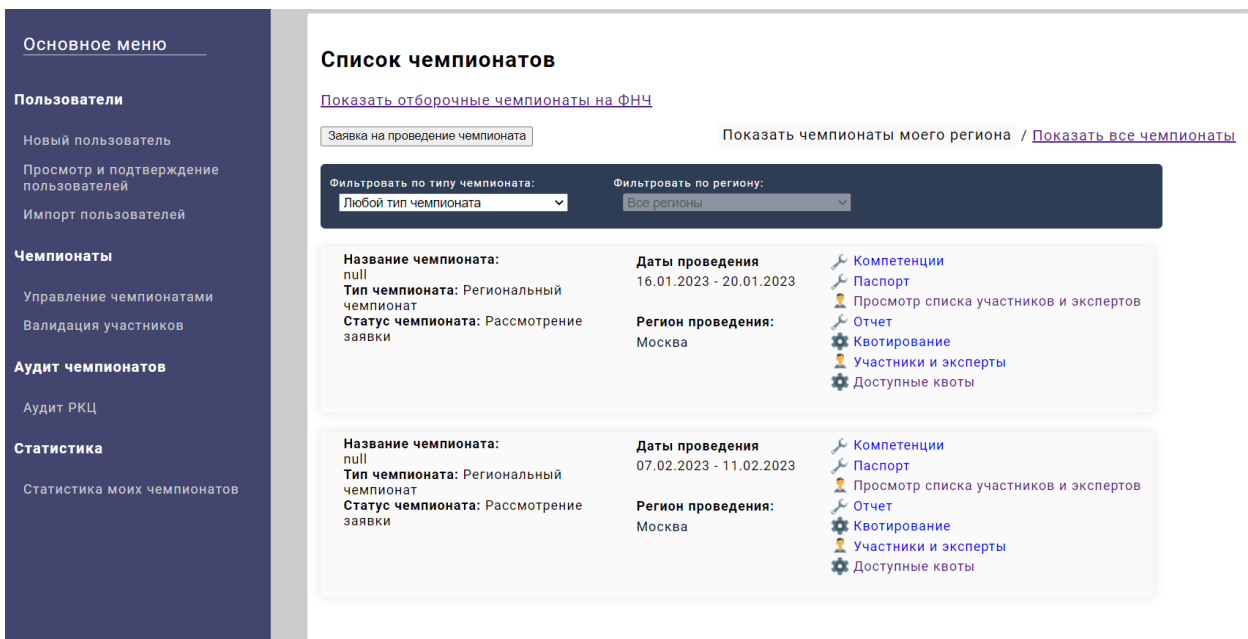 Основное меню
Пользователи
Новый пользователь
Просмотр и подтверждение
пользователей
Импорт пользователей
Чемпионаты
Управление чемпионатами
Валидация участников
Аудит чемпионатов
Аудит РКЦ
Статистика
Статистика моих чемпионатов
Список чемпионатов
Показать отборочные чемпионаты на ФНЧ
Заявка на проведение чемпионата
Показать чемпионаты моего региона / Показать все чемпионаты
Фильтровать по типу чемпионата:
Любой тип чемпионата
Фильтровать по региону:
Все регионы
Название чемпионата:
null
Тип чемпионата: Региональный
чемпионат
Статус чемпионата: Рассмотрение
заявки
Даты проведения
16.01.2023 - 20.01.2023
Регион проведения:
Москва
Компетенции
Паспорт
Просмотр списка участников и экспертов
Отчет
Квотирование
Участники и эксперты
Доступные квоты
Название чемпионата:
null
Тип чемпионата: Региональный
чемпионат
Статус чемпионата: Рассмотрение
заявки
Даты проведения
07.02.2023 - 11.02.2023
Регион проведения:
Москва
Компетенции
Паспорт
Просмотр списка участников и экспертов
Отчет
Квотирование
Участники и эксперты
Доступные квоты